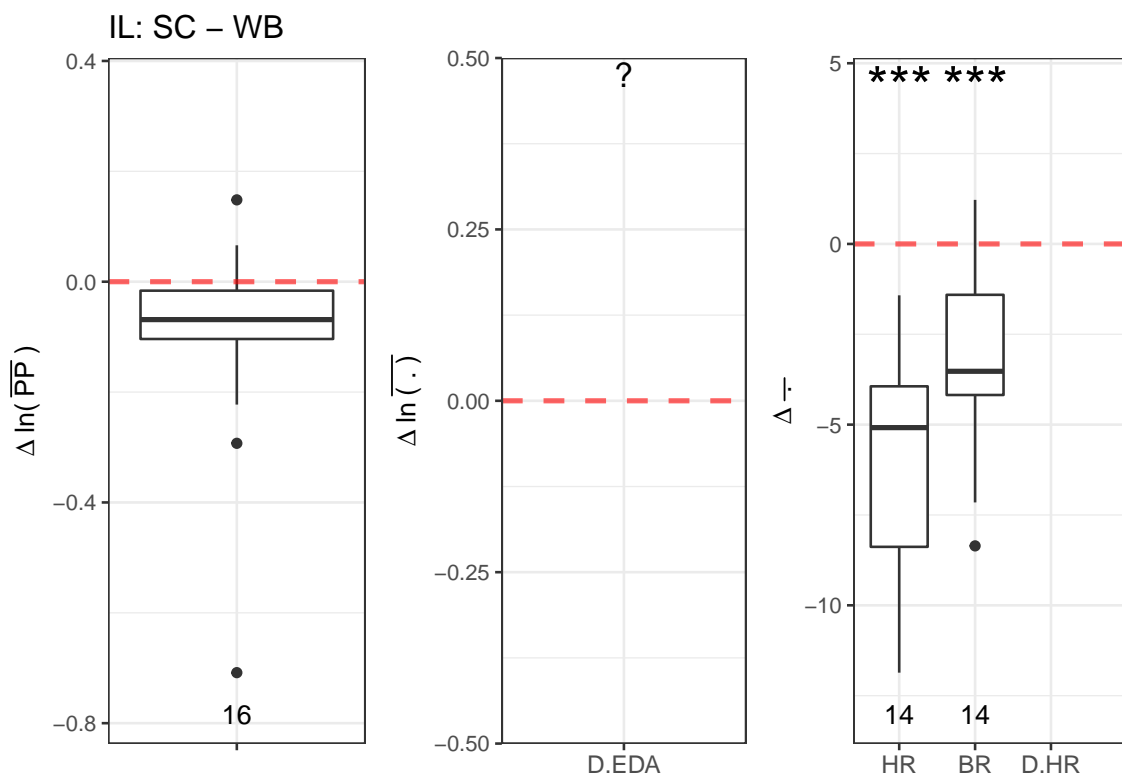 IL: SC − WB
Δ ln( P̅P̅ )
0.4
0.0
−0.4
−0.8
16
Δ ln ( . )̅
0.50
0.25
0.00
−0.25
−0.50
?
D.EDA
Δ ·̅
5
0
−5
−10
*** ***
14 14
HR BR D.HR